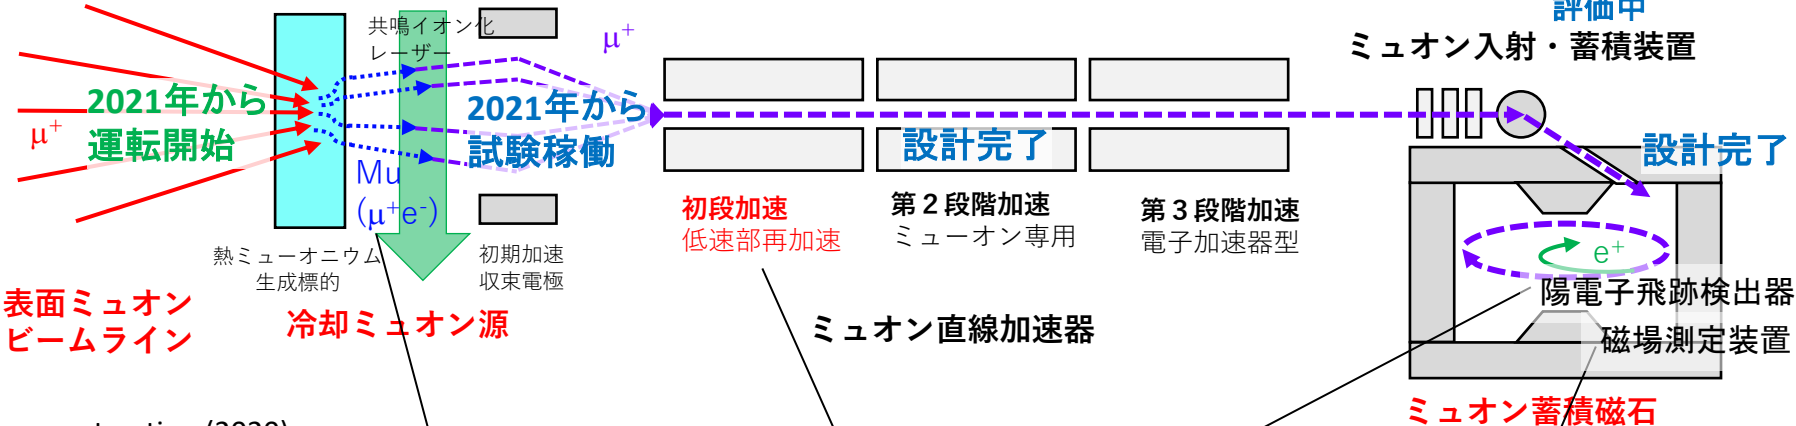 共鳴イオン化
レーザー
μ⁺
評価中
ミュオン入射・蓄積装置
2021年から
運転開始
μ⁺
2021年から
試験稼働
設計完了
設計完了
Mu
(μ⁺e⁻)
初段加速
低速部再加速
第２段階加速
ミューオン専用
第３段階加速
電子加速器型
熱ミューオニウム
生成標的
初期加速
収束電極
e⁺
陽電子飛跡検出器
磁場測定装置
表面ミュオン
ビームライン
冷却ミュオン源
ミュオン直線加速器
ミュオン蓄積磁石
(2020)